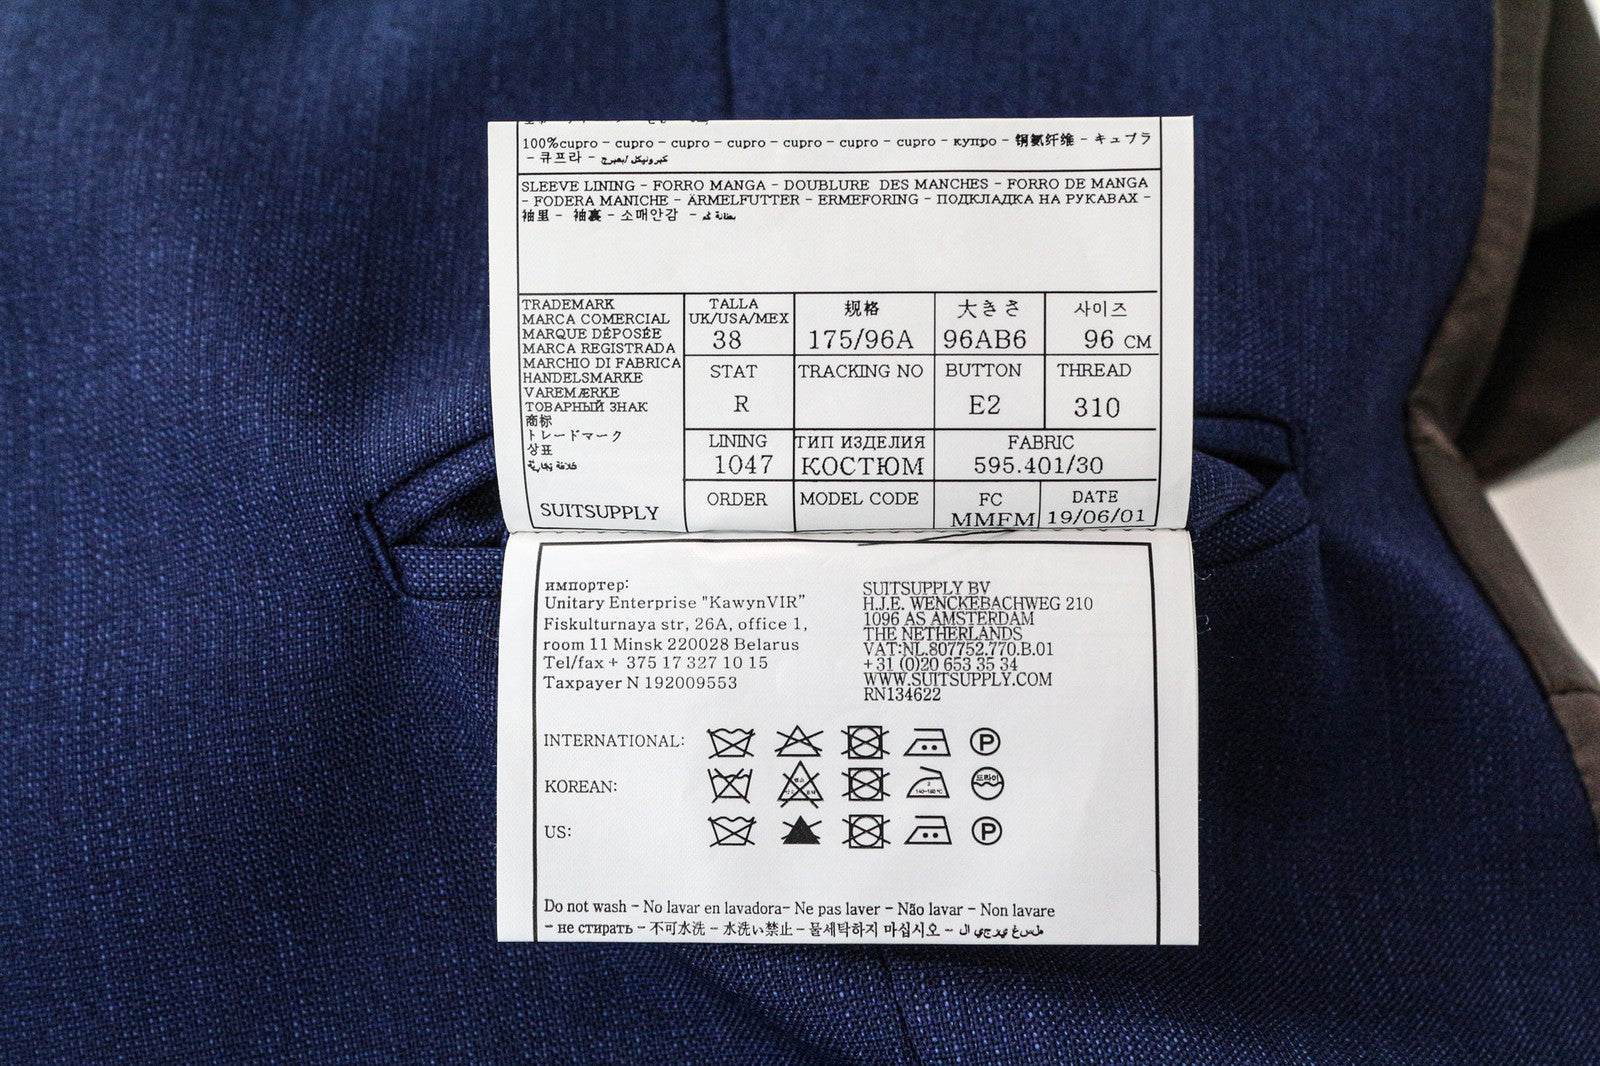 100%cupro - cupro - cupro - cupro - cupro - cupro - cupro - купро - 铜氨纤维 - キュプラ
- 큐프라 -
SLEEVE LINING - FORRO MANGA - DOUBLURE DES MANCHES - FORRO DE MANGA
- FODERA MANICHE - ÄRMELFUTTER - ERMEFORING - ПОДКЛАДКА НА РУКАВАХ -
袖里 - 袖裏 - 소매안감 -
TRADEMARK
MARCA COMERCIAL
MARQUE DÉPOSÉE
MARCA REGISTRADA
MARCHIO DI FABRICA
HANDELSMARKE
VAREMÆRKE
ТОВАРНЫЙ ЗНАК
商标
トレードマーク
상표
SUITSUPPLY
TALLA
UK/USA/MEX
38
规格
175/96A
大きさ
96AB6
사이즈
96 CM
STAT
R
TRACKING NO
BUTTON
E2
THREAD
310
LINING
1047
ТИП ИЗДЕЛИЯ
КОСТЮМ
FABRIC
595.401/30
ORDER
MODEL CODE
FC
MMFM
DATE
19/06/01
импортер:
Unitary Enterprise "KawynVIR"
Fiskulturnaya str, 26A, office 1,
room 11 Minsk 220028 Belarus
Tel/fax + 375 17 327 10 15
Taxpayer N 192009553
SUITSUPPLY BV
H.J.E. WENCKEBACHWEG 210
1096 AS AMSTERDAM
THE NETHERLANDS
VAT:NL.807752.770.B.01
+31 (0)20 653 35 34
WWW.SUITSUPPLY.COM
RN134622
INTERNATIONAL:
P
KOREAN:
드라이
US:
P
Do not wash - No lavar en lavadora- Ne pas laver - Não lavar - Non lavare
- не стирать - 不可水洗 - 水洗い禁止 - 물세탁하지 마십시오 -